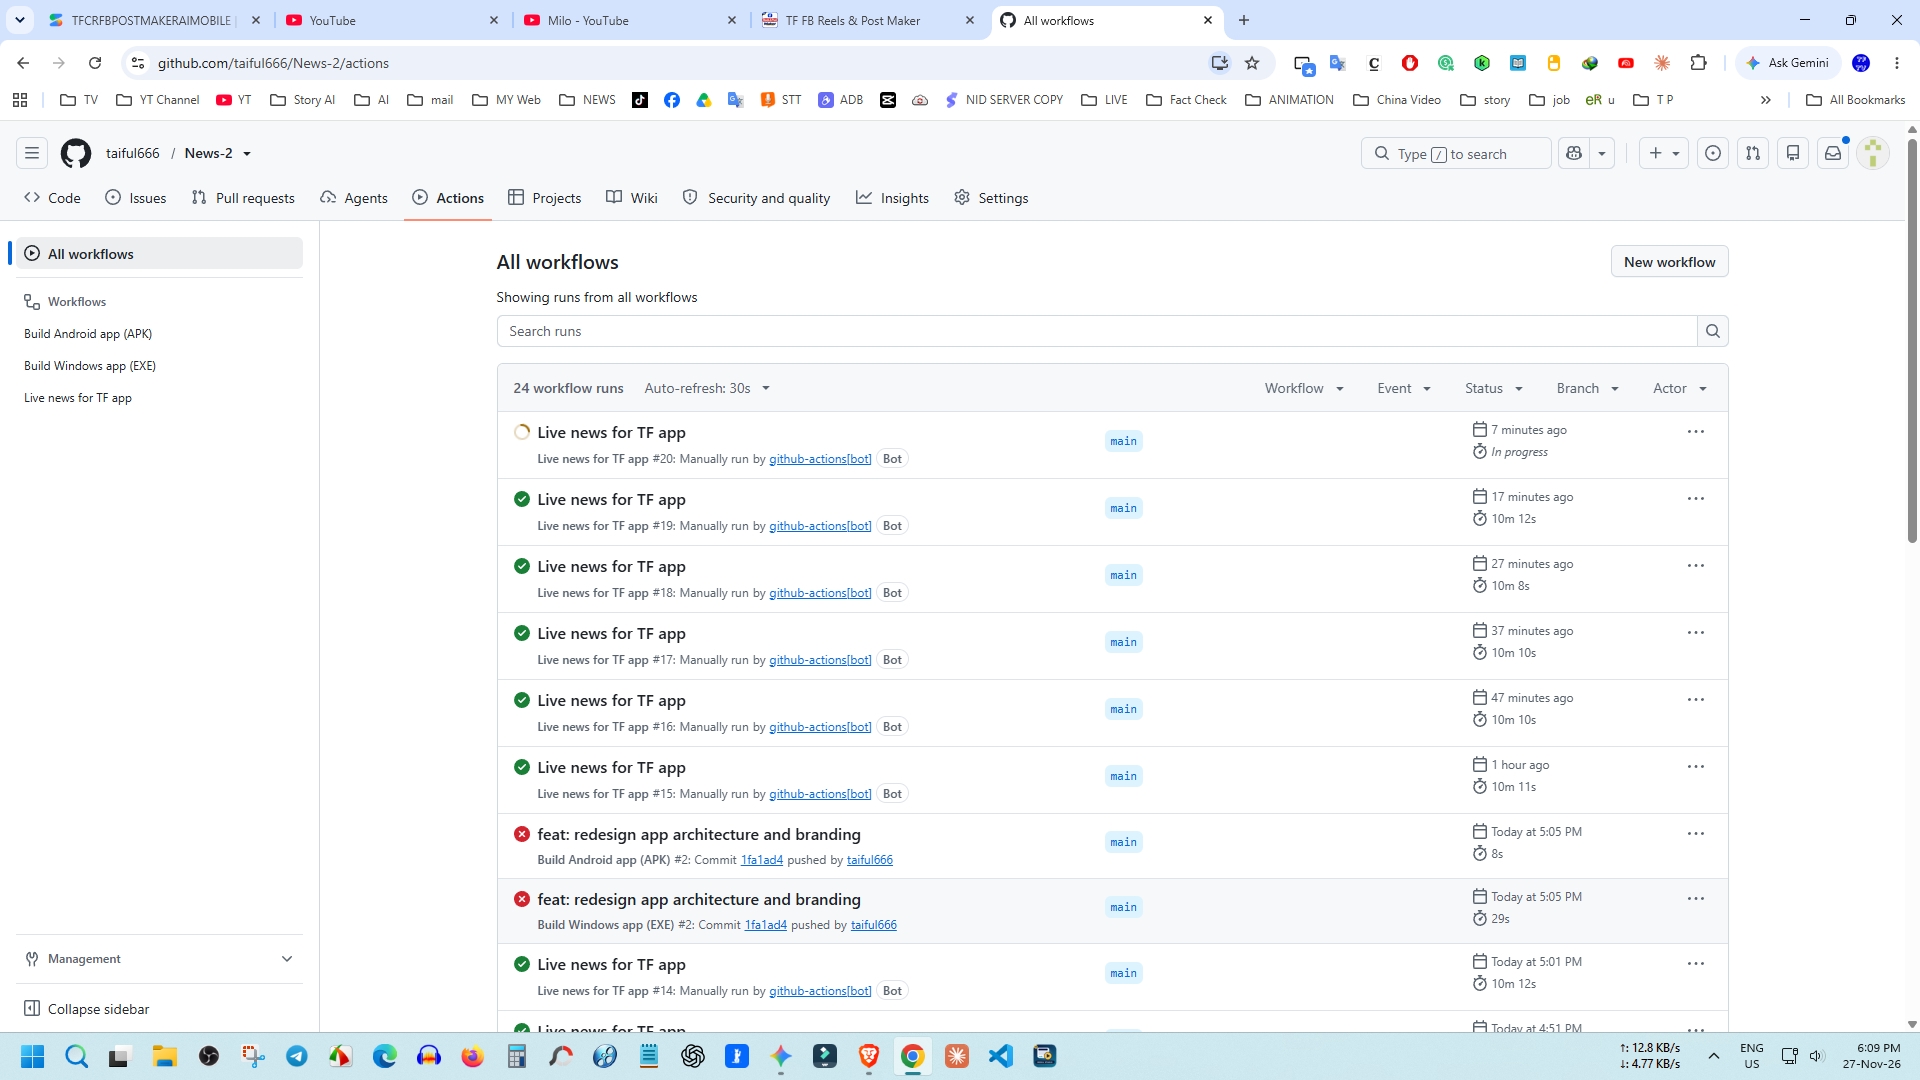 TFCRFBPOSTMAKERAIMOBILE
YouTube
Milo - YouTube
TF FB Reels & Post Maker
All workflows
github.com/taiful666/News-2/actions
Ask Gemini
TV
YT Channel
YT
Story AI
AI
mail
MY Web
NEWS
STT
ADB
NID SERVER COPY
LIVE
Fact Check
ANIMATION
China Video
story
job
eR u
T P
All Bookmarks
taiful666 / News-2
Type / to search
Code
Issues
Pull requests
Agents
Actions
Projects
Wiki
Security and quality
Insights
Settings
All workflows
Workflows
Build Android app (APK)
Build Windows app (EXE)
Live news for TF app
Management
Collapse sidebar
All workflows
New workflow
Showing runs from all workflows
Search runs
24 workflow runs
Auto-refresh: 30s
Workflow
Event
Status
Branch
Actor
Live news for TF app
Live news for TF app #20: Manually run by github-actions[bot] Bot
main
7 minutes ago
In progress
Live news for TF app
Live news for TF app #19: Manually run by github-actions[bot] Bot
main
17 minutes ago
10m 12s
Live news for TF app
Live news for TF app #18: Manually run by github-actions[bot] Bot
main
27 minutes ago
10m 8s
Live news for TF app
Live news for TF app #17: Manually run by github-actions[bot] Bot
main
37 minutes ago
10m 10s
Live news for TF app
Live news for TF app #16: Manually run by github-actions[bot] Bot
main
47 minutes ago
10m 10s
Live news for TF app
Live news for TF app #15: Manually run by github-actions[bot] Bot
main
1 hour ago
10m 11s
feat: redesign app architecture and branding
Build Android app (APK) #2: Commit 1fa1ad4 pushed by taiful666
main
Today at 5:05 PM
8s
feat: redesign app architecture and branding
Build Windows app (EXE) #2: Commit 1fa1ad4 pushed by taiful666
main
Today at 5:05 PM
29s
Live news for TF app
Live news for TF app #14: Manually run by github-actions[bot] Bot
main
Today at 5:01 PM
10m 12s
Live news for TF app
Today at 4:51 PM
↑: 12.8 KB/s
↓: 4.77 KB/s
ENG
US
6:09 PM
27-Nov-26